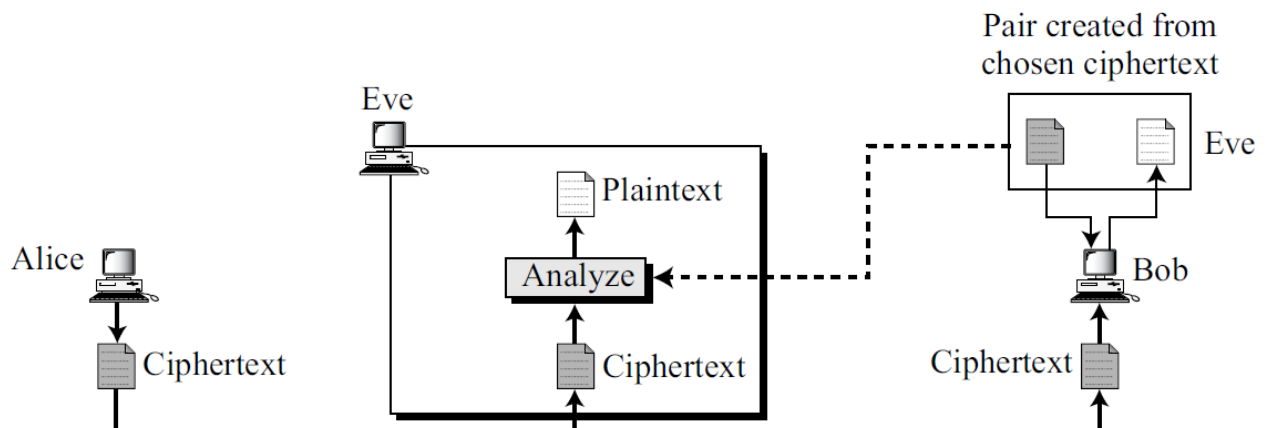 Pair created from
chosen ciphertext
Eve
Eve
Plaintext
Alice
Analyze
Bob
Ciphertext
Ciphertext
Ciphertext